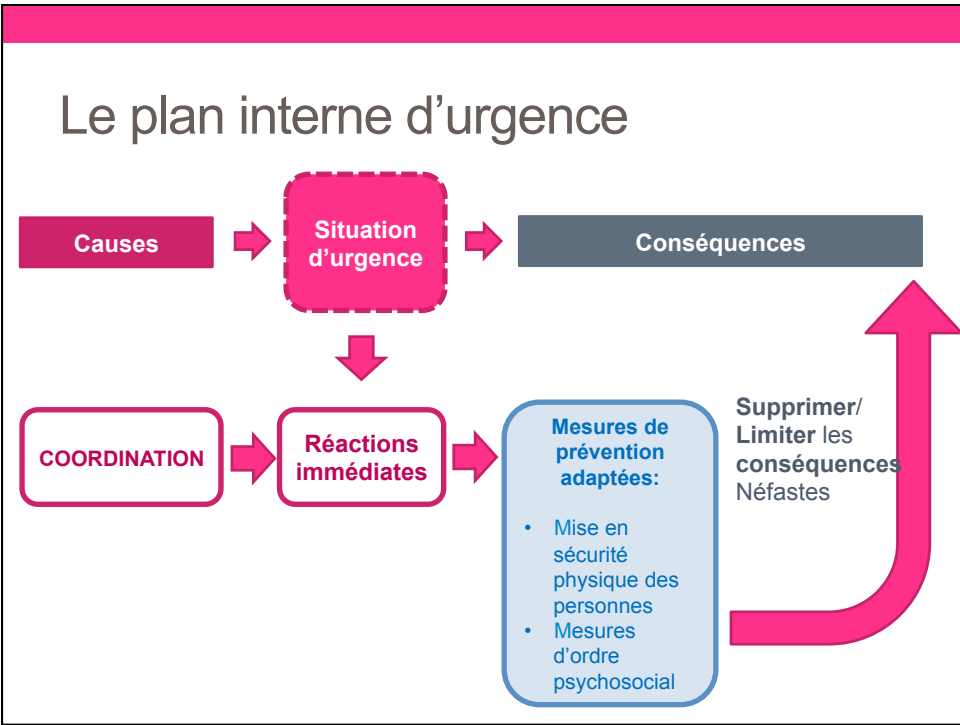 Le plan interne d’urgence
Causes
Situation
d’urgence
Conséquences
COORDINATION
Réactions
immédiates
Mesures de
prévention
adaptées:
• Mise en
sécurité
physique des
personnes
• Mesures
d’ordre
psychosocial
Supprimer/
Limiter les
conséquences
Néfastes